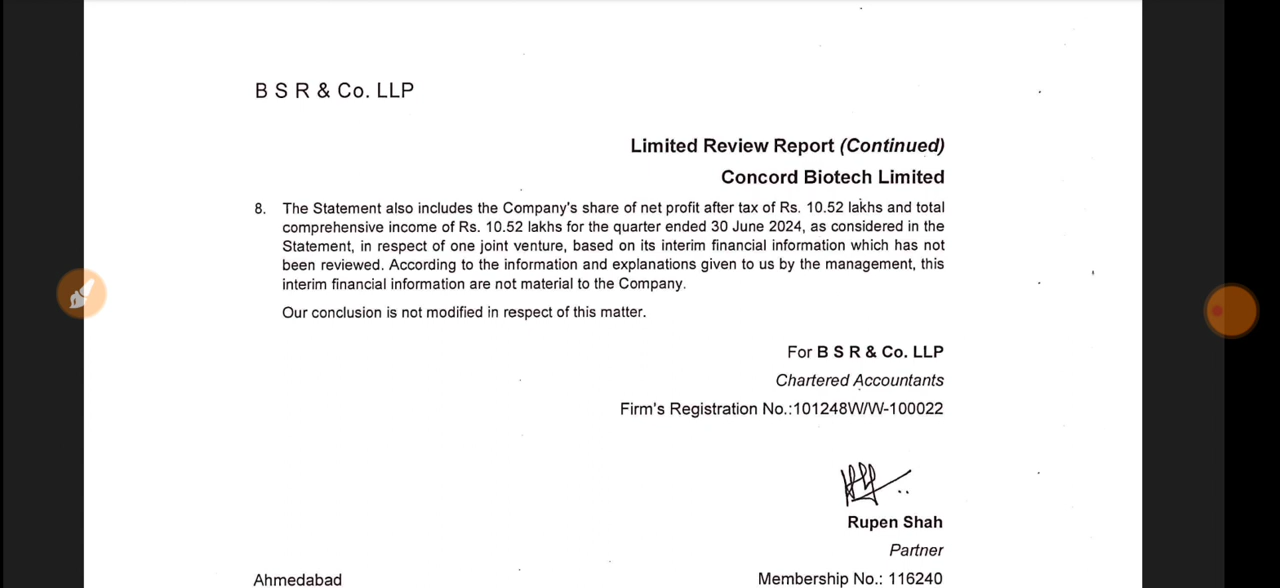 B S R & Co. LLP
Limited Review Report (Continued)
Concord Biotech Limited
8. The Statement also includes the Company's share of net profit after tax of Rs. 10.52 lakhs and total
comprehensive income of Rs. 10.52 lakhs for the quarter ended 30 June 2024, as considered in the
Statement, in respect of one joint venture, based on its interim financial information which has not
been reviewed. According to the information and explanations given to us by the management, this
interim financial information are not material to the Company.
Our conclusion is not modified in respect of this matter.
For B S R & Co. LLP
Chartered Accountants
Firm's Registration No.:101248W/W-100022
Rupen Shah
Partner
Ahmedabad
Membership No.: 116240